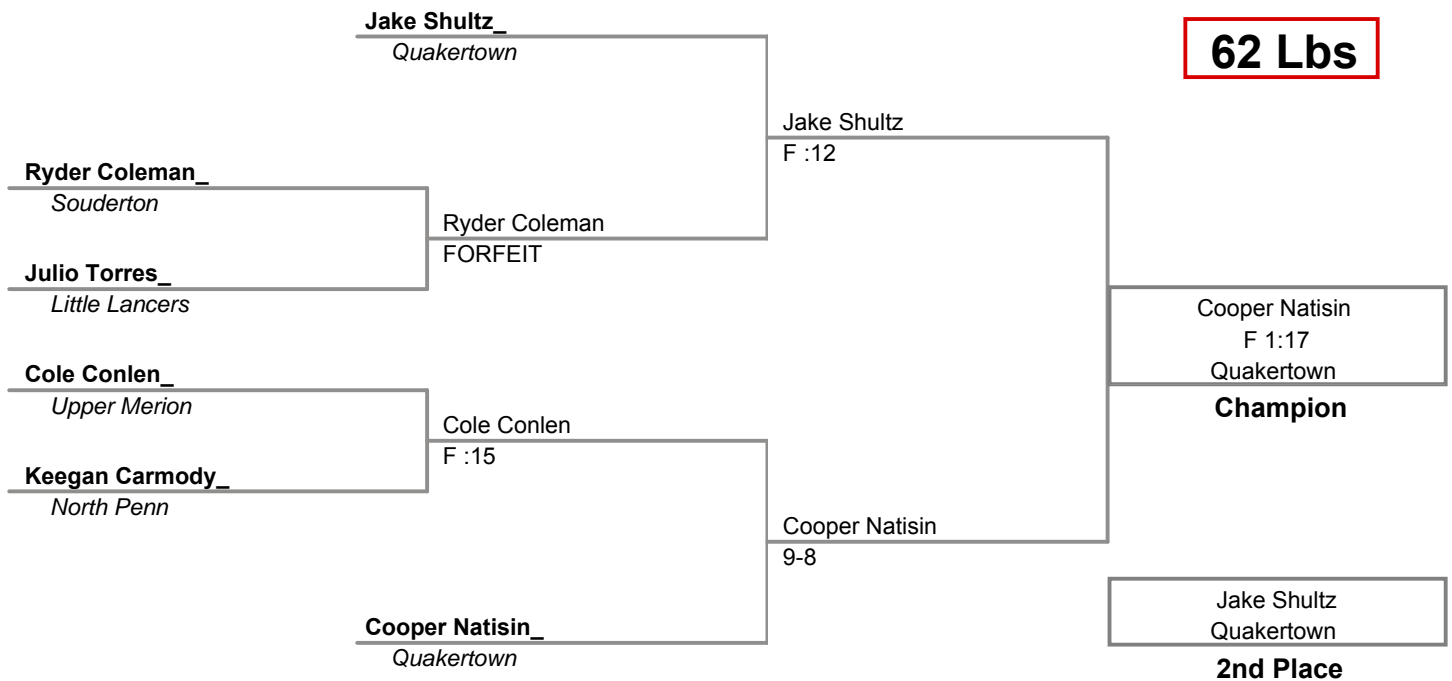 Jake Shultz_
Quakertown
62 Lbs
Jake Shultz
F :12
Ryder Coleman_
Souderton
Ryder Coleman
FORFEIT
Julio Torres_
Little Lancers
Cooper Natisin
F 1:17
Quakertown
Champion
Cole Conlen_
Upper Merion
Cole Conlen
F :15
Keegan Carmody_
North Penn
Cooper Natisin
9-8
Cooper Natisin_
Quakertown
Jake Shultz
Quakertown
2nd Place